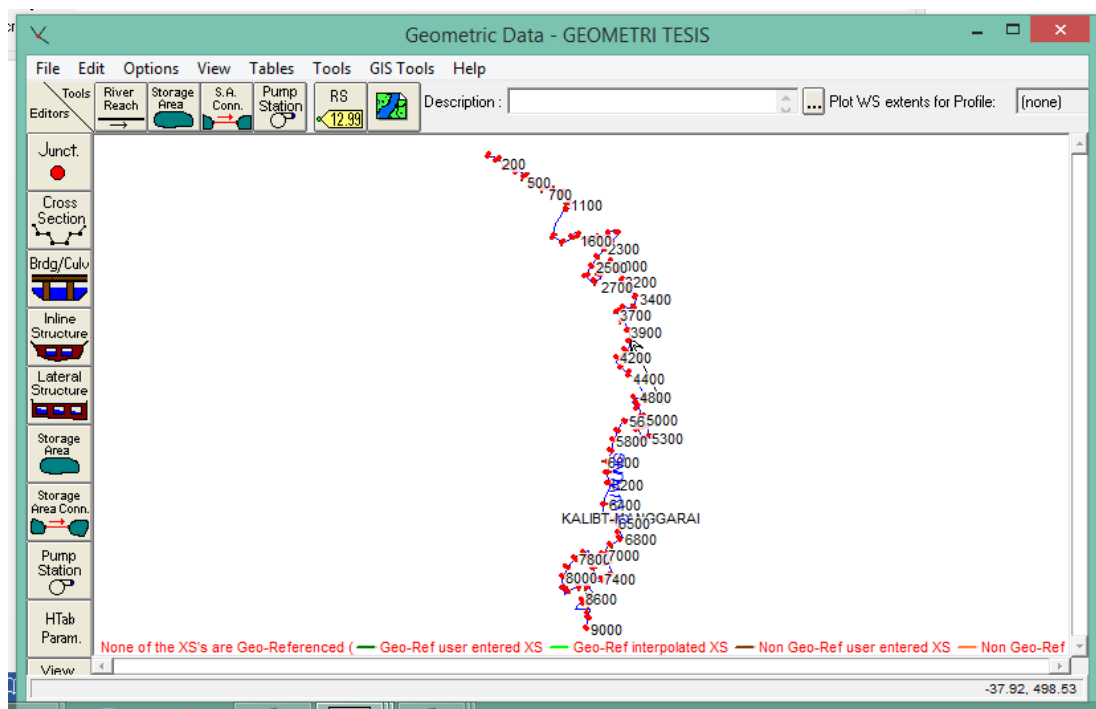 Geometric Data - GEOMETRI TESIS
File Edit Options View Tables Tools GIS Tools Help
Tools
Editors
River
Reach
Storage
Area
S.A.
Conn.
Pump
Station
RS
12.99
Description :
...
Plot WS extents for Profile:
(none)
Junct.
Cross
Section
Brdg/Culv
Inline
Structure
Lateral
Structure
Storage
Area
Storage
Area Conn.
Pump
Station
HTab
Param.
View
200
500
700
1100
1600
2300
2500
2700
3400
3700
3900
4200
4400
4800
5000
5300
5800
6400
6500
6800
7000
7400
8000
8600
9000
None of the XS's are Geo-Referenced ( Geo-Ref user entered XS Geo-Ref interpolated XS Non Geo-Ref user entered XS Non Geo-Ref
-37.92, 498.53